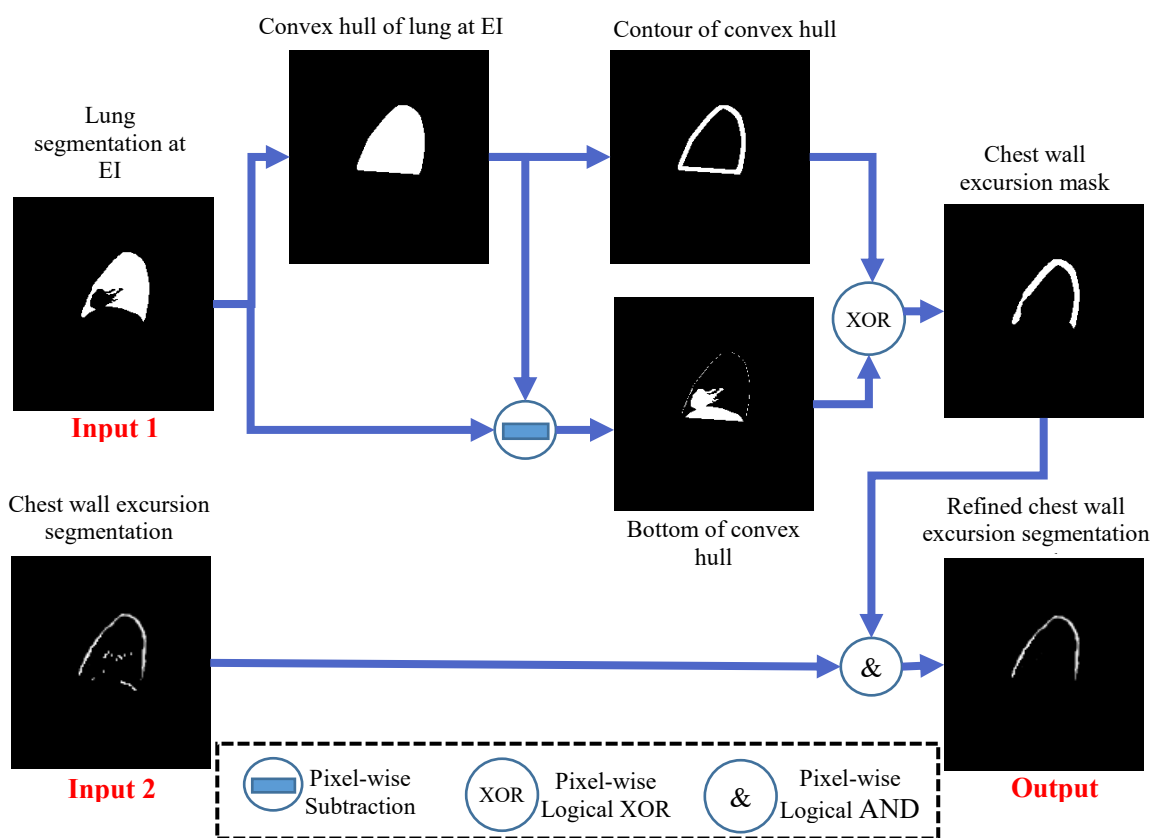 Convex hull of lung at EI
Contour of convex hull
Lung
segmentation at
EI
Chest wall
excursion mask
XOR
Input 1
Bottom of convex
hull
Chest wall excursion
segmentation
Refined chest wall
excursion segmentation
&
Input 2
Output
Pixel-wise
Subtraction
XOR
Pixel-wise
Logical XOR
&
Pixel-wise
Logical AND